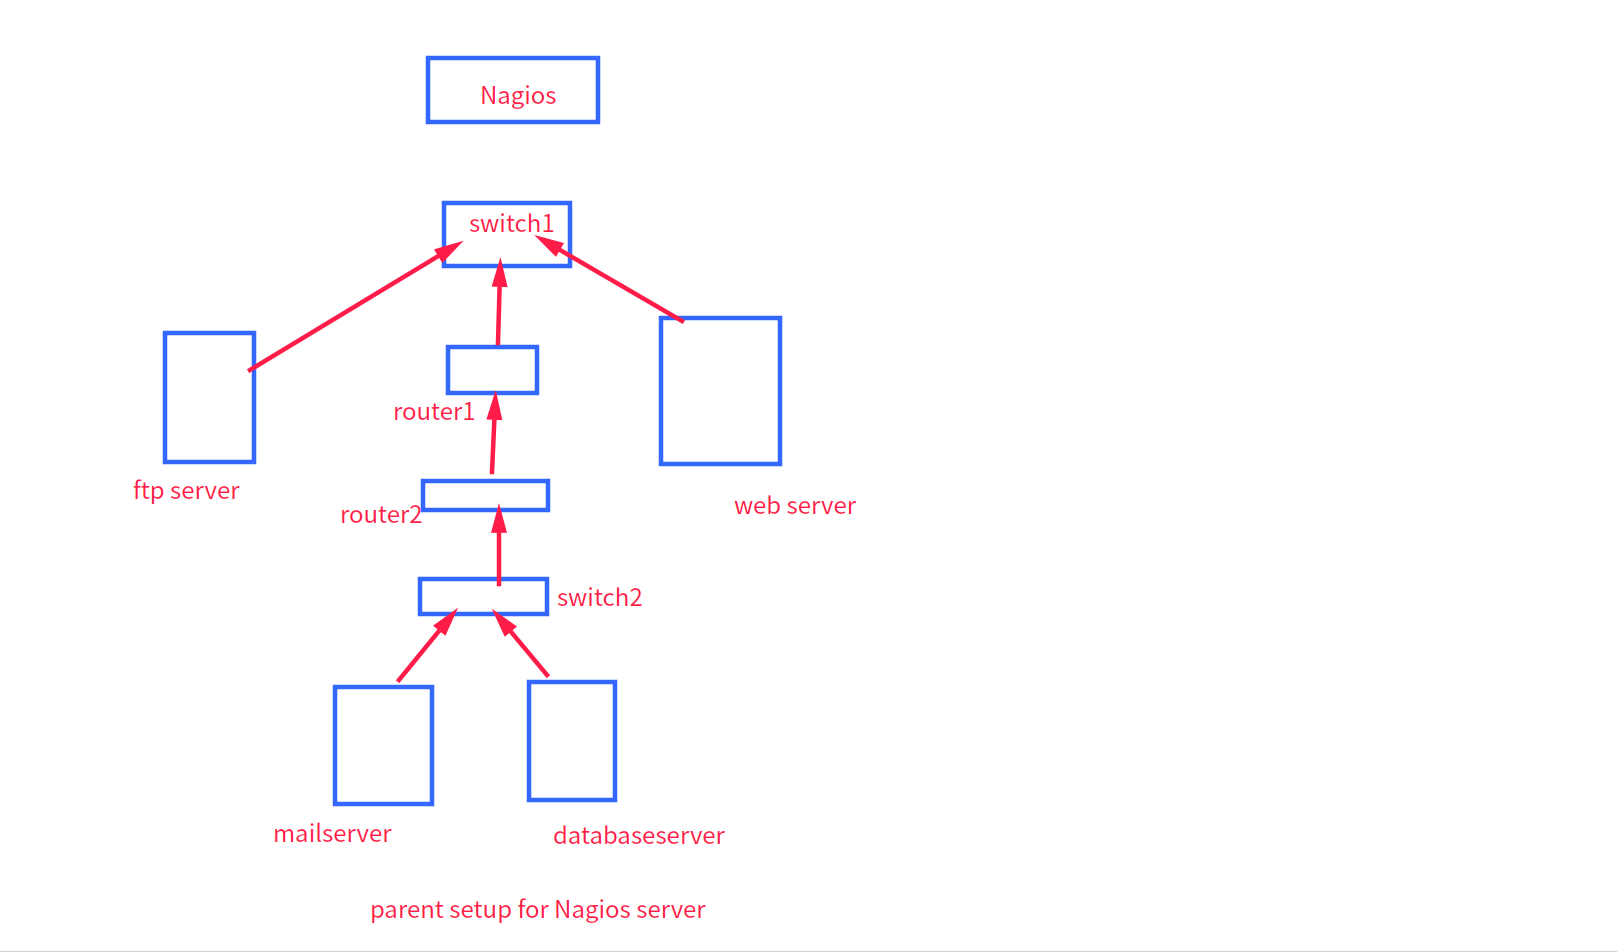 Nagios
switch1
router1
ftp server
web server
router2
switch2
mailserver
databaseserver
parent setup for Nagios server